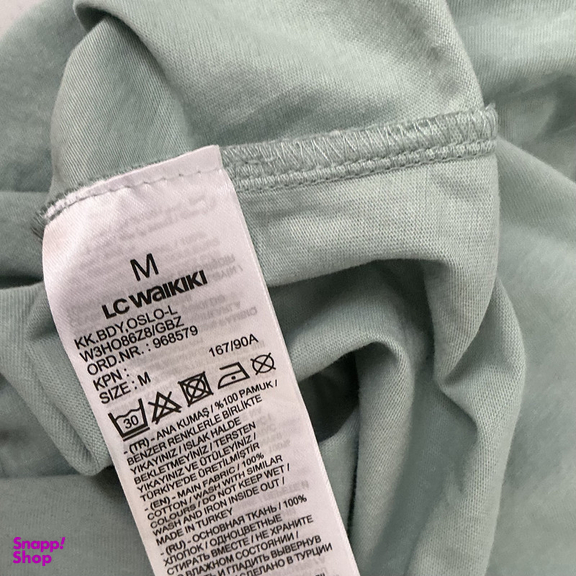 M
LC WAIKIKI
KK.BDY,OSLO-L
W3HO86Z8/GBZ
ORD.NR. : 968579
KPN :
167/90A
SIZE : M
30
- (TR) - ANA KUMAŞ / %100 PAMUK /
BENZER RENKLERLE BİRLİKTE
YIKAYINIZ / ISLAK HALDE
BEKLETMEYİNİZ / TERSTEN
YIKAYINIZ VE ÜTÜLEYİNİZ /
TÜRKİYE'DE ÜRETİLMİŞTİR
- (EN) - MAIN FABRIC / 100%
COTTON / WASH WITH SIMILAR
COLOURS / DO NOT KEEP WET /
WASH AND IRON INSIDE OUT /
MADE IN TURKEY
- (RU) - ОСНОВНАЯ ТКАНЬ / 100%
ХЛОПОК / ОДНОЦВЕТНЫЕ
СТИРАТЬ ВМЕСТЕ / НЕ ХРАНИТЕ
ВЛАЖНОМ СОСТОЯНИИ /
И ГЛАДИТЬ ВЫВЕРНУВ
СДЕЛАНО В ТУРЦИИ
Snapp!
Shop